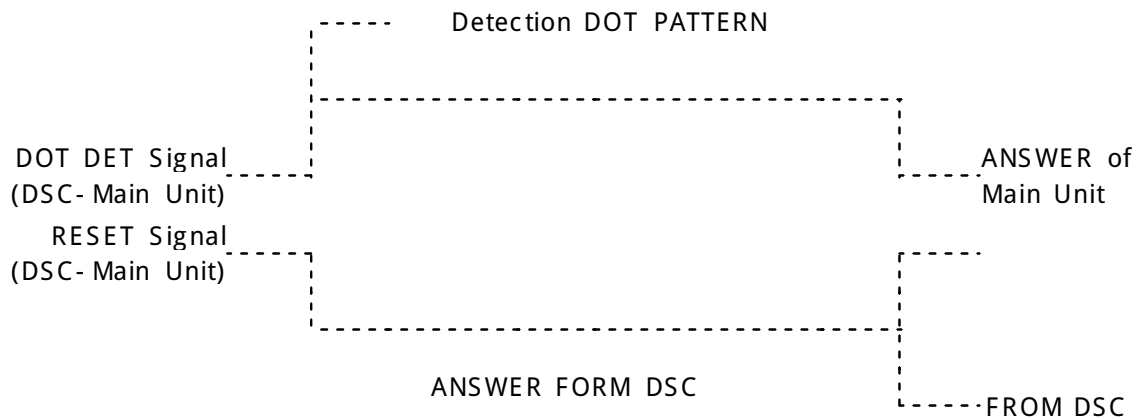 Detection DOT PATTERN
DOT DET Signal
(DSC- Main Unit)
ANSWER of
Main Unit
RESET Signal
(DSC- Main Unit)
ANSWER FORM DSC
FROM DSC